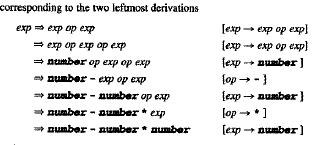 corresponding to the two leftmost derivations
exp ⇒ exp op exp [exp → exp op exp]
⇒ exp op exp op exp [exp → exp op exp]
⇒ number op exp op exp [exp → number ]
⇒ number - exp op exp [op → - ]
⇒ number - number op exp [exp → number ]
⇒ number - number * exp [op → * ]
⇒ number - number * number [exp → number ]